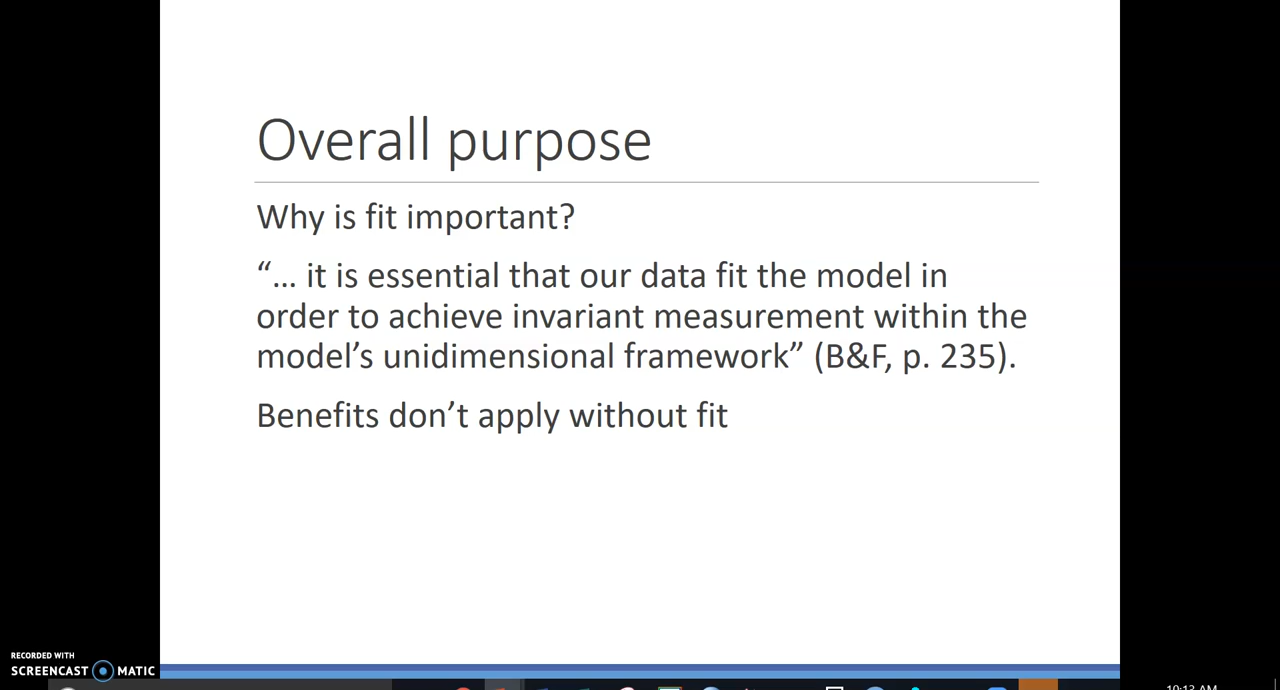 Overall purpose
Why is fit important?
“… it is essential that our data fit the model in
order to achieve invariant measurement within the
model’s unidimensional framework” (B&F, p. 235).
Benefits don’t apply without fit
RECORDED WITH
SCREENCAST MATIC
10:13 AM